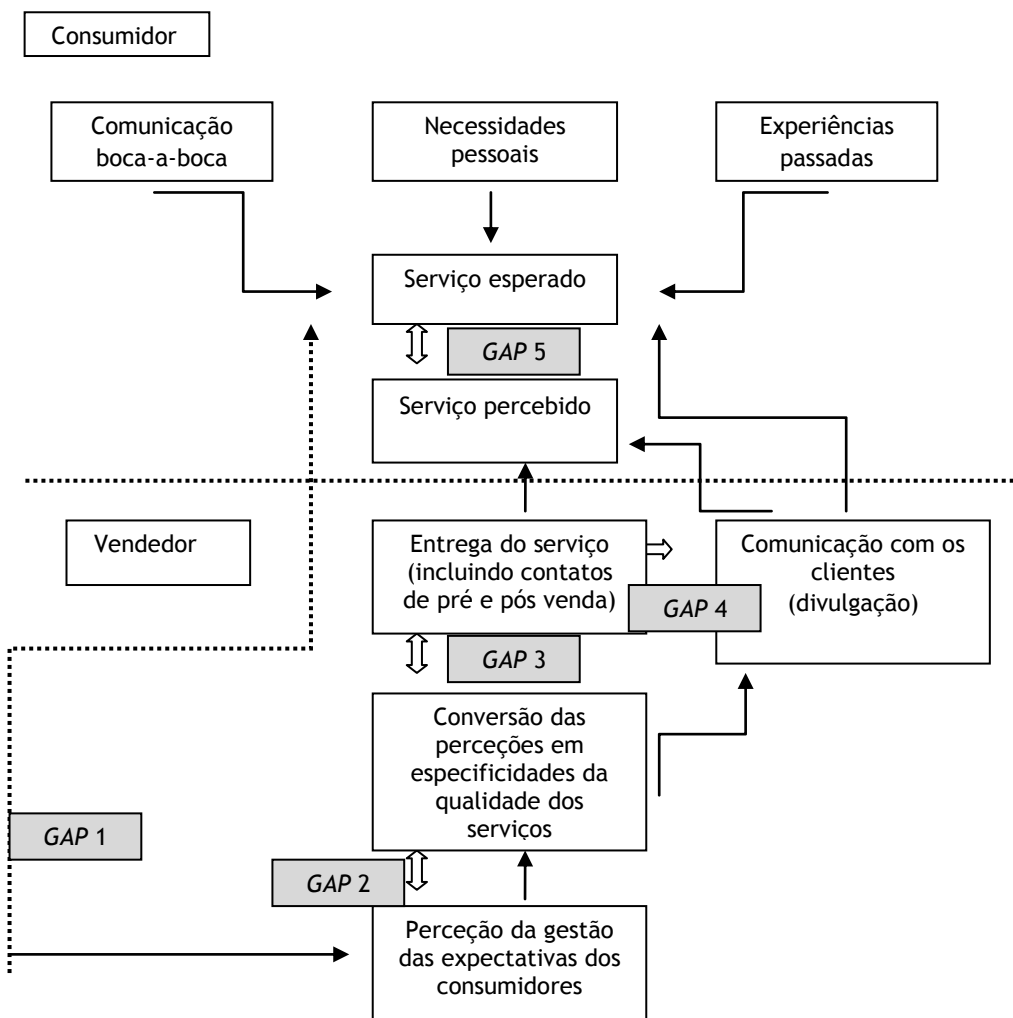 Consumidor
Comunicação
boca-a-boca
Necessidades
pessoais
Experiências
passadas
Serviço esperado
GAP 5
Serviço percebido
Vendedor
Entrega do serviço
(incluindo contatos
de pré e pós venda)
Comunicação com os
clientes
(divulgação)
GAP 4
GAP 3
Conversão das
perceções em
especificidades da
qualidade dos
serviços
GAP 1
GAP 2
Perceção da gestão
das expectativas dos
consumidores